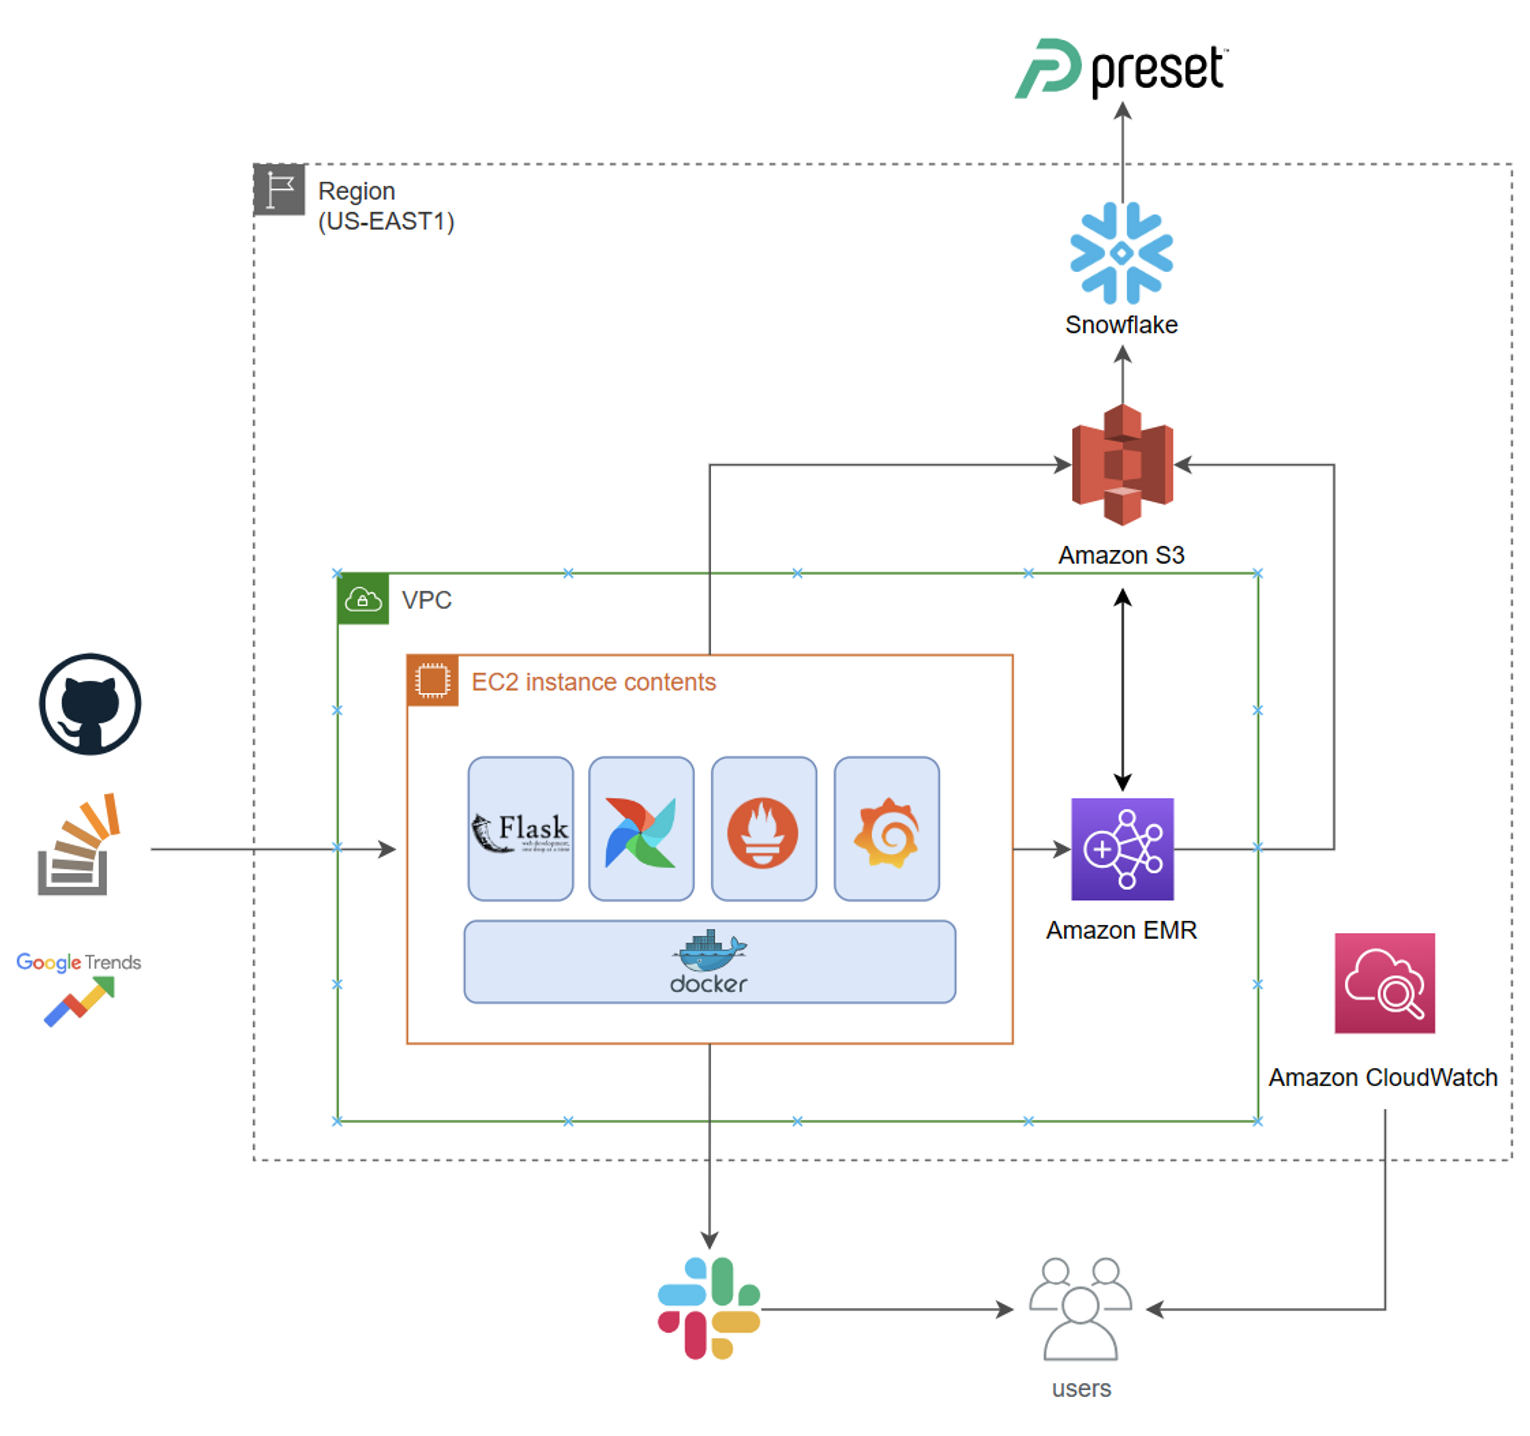 preset™
Region
(US-EAST1)
Snowflake
Amazon S3
VPC
EC2 instance contents
Flask
web development,
one drop at a time
docker
Amazon EMR
Google Trends
Amazon CloudWatch
users